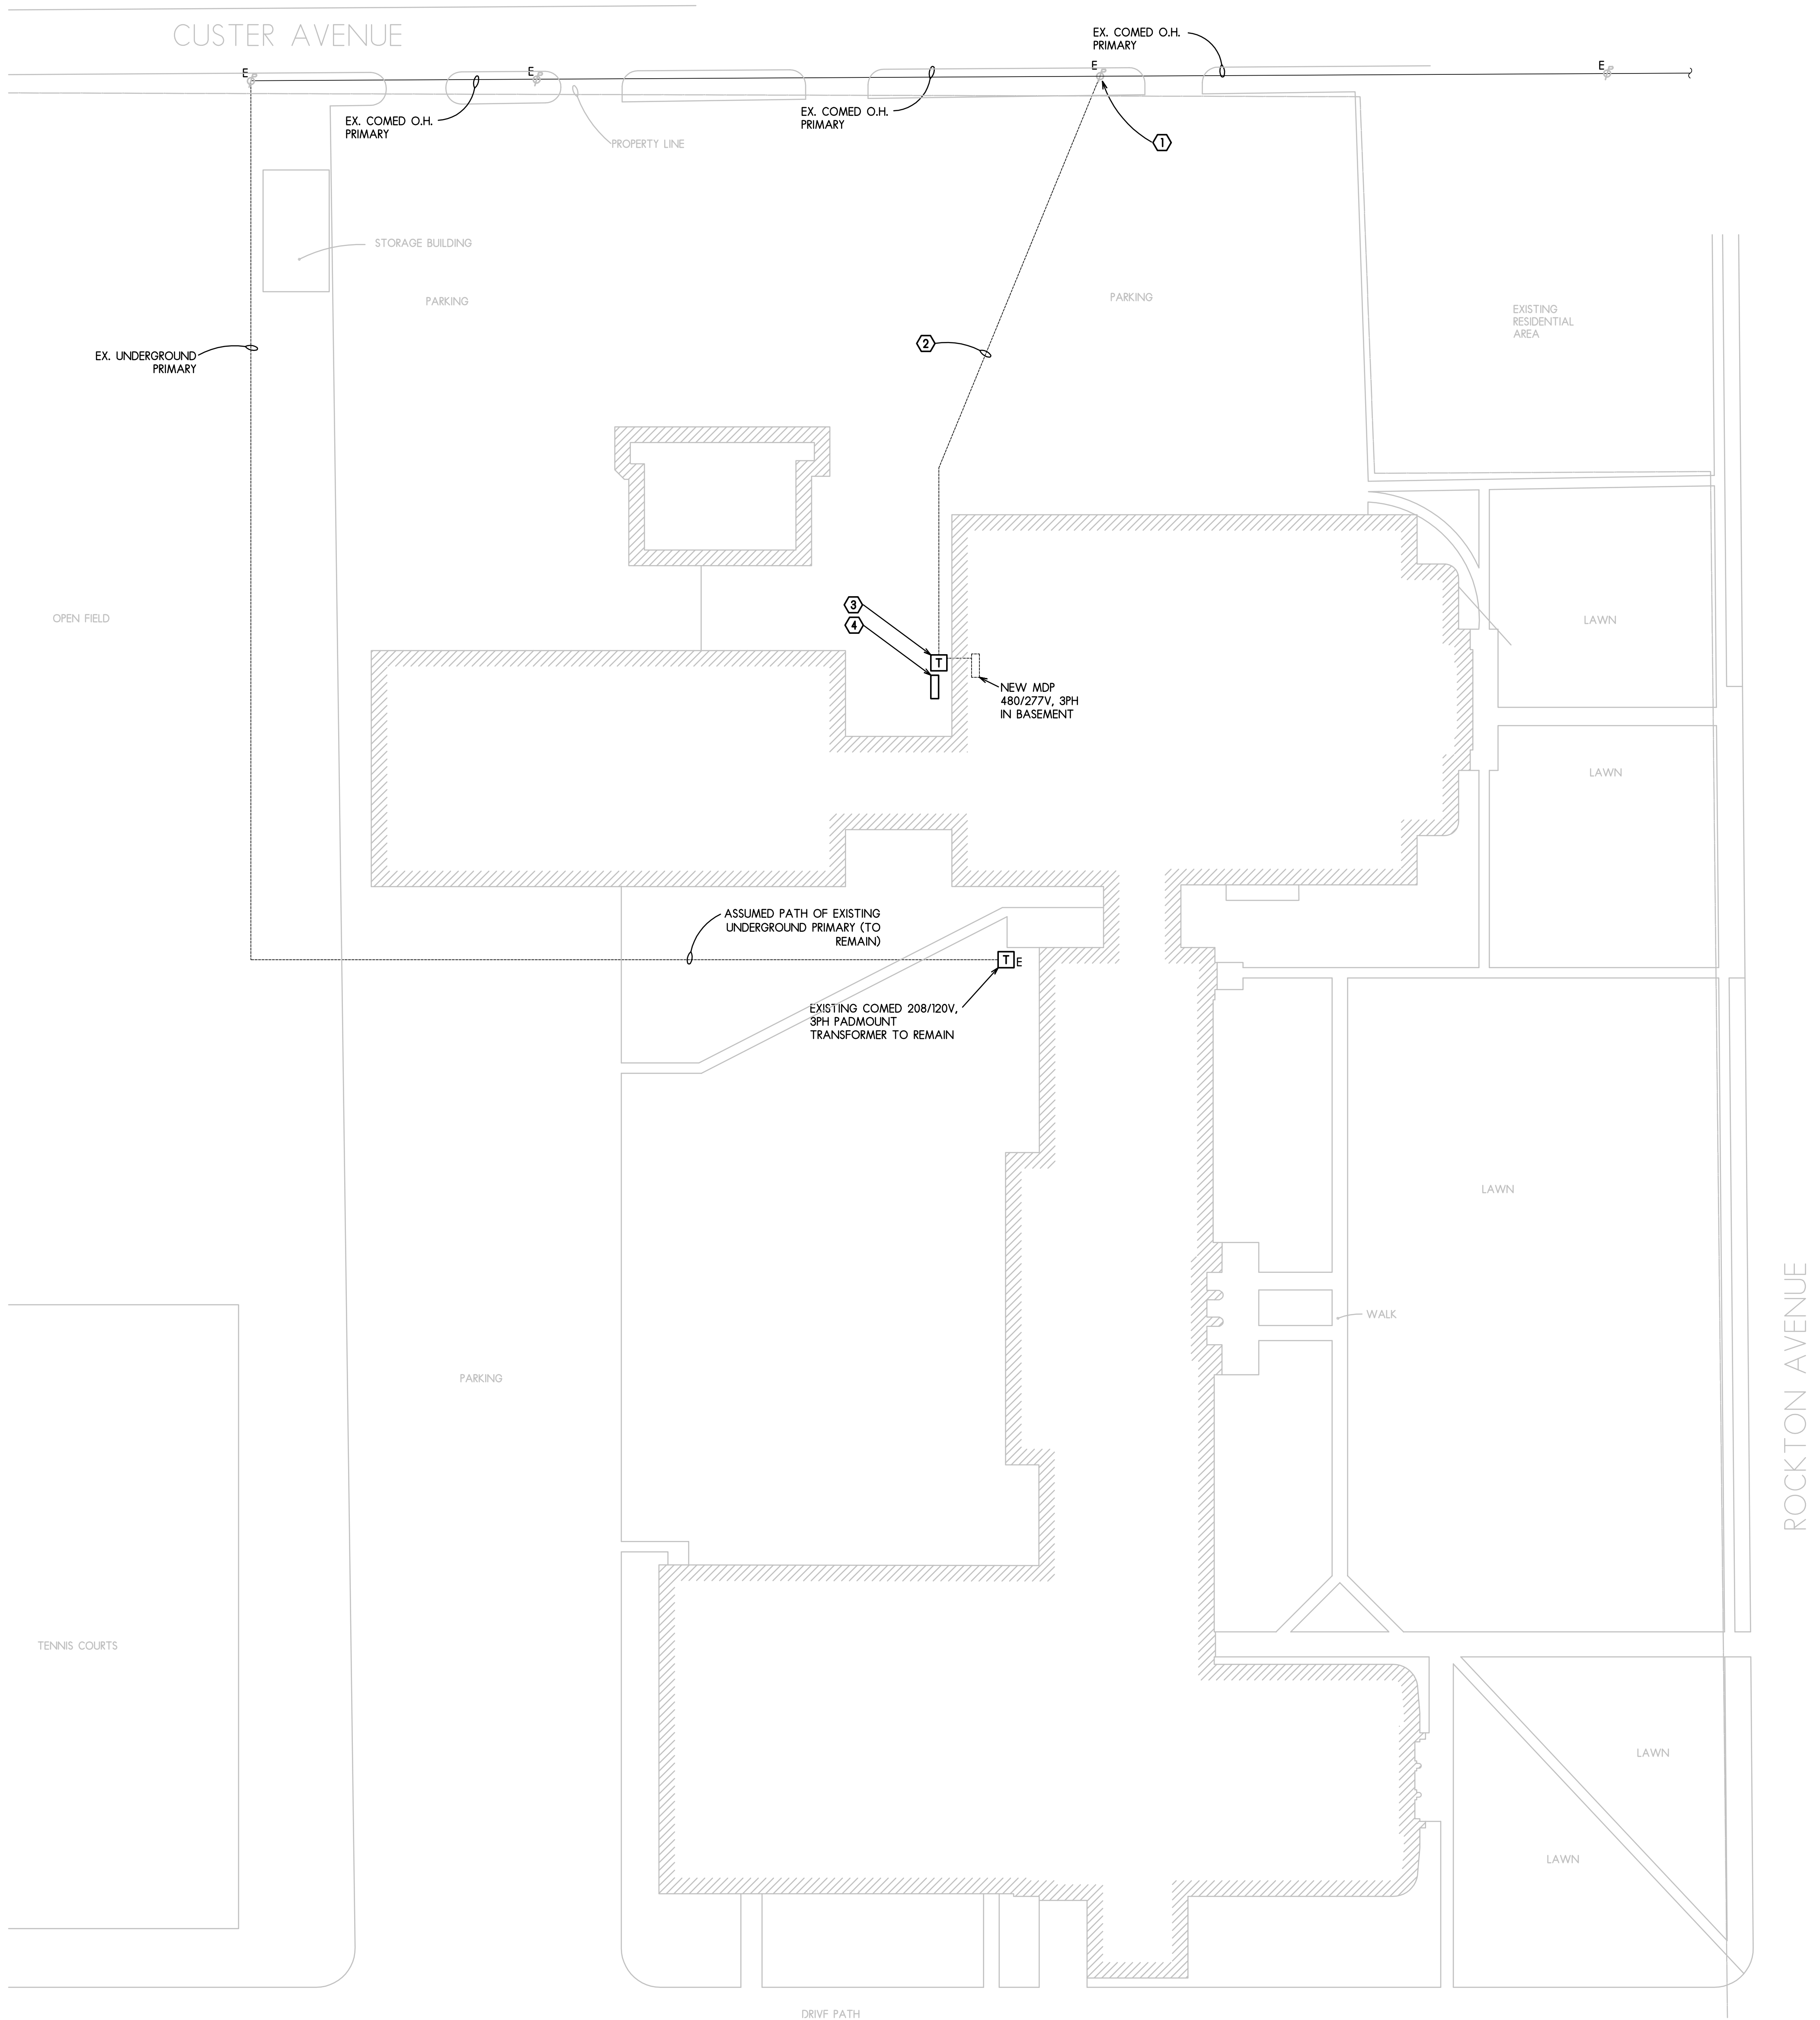 CUSTER AVENUE
EX. COMED O.H.
PRIMARY
E
E
E
E
EX. COMED O.H.
PRIMARY
EX. COMED O.H.
PRIMARY
PROPERTY LINE
1
STORAGE BUILDING
PARKING
PARKING
EXISTING
RESIDENTIAL
AREA
2
EX. UNDERGROUND
PRIMARY
3
4
OPEN FIELD
LAWN
T
NEW MDP
480/277V, 3PH
IN BASEMENT
LAWN
ASSUMED PATH OF EXISTING
UNDERGROUND PRIMARY (TO
REMAIN)
T
E
EXISTING COMED 208/120V,
3PH PADMOUNT
TRANSFORMER TO REMAIN
LAWN
WALK
ROCKTON AVENUE
PARKING
TENNIS COURTS
LAWN
LAWN
DRIVE PATH